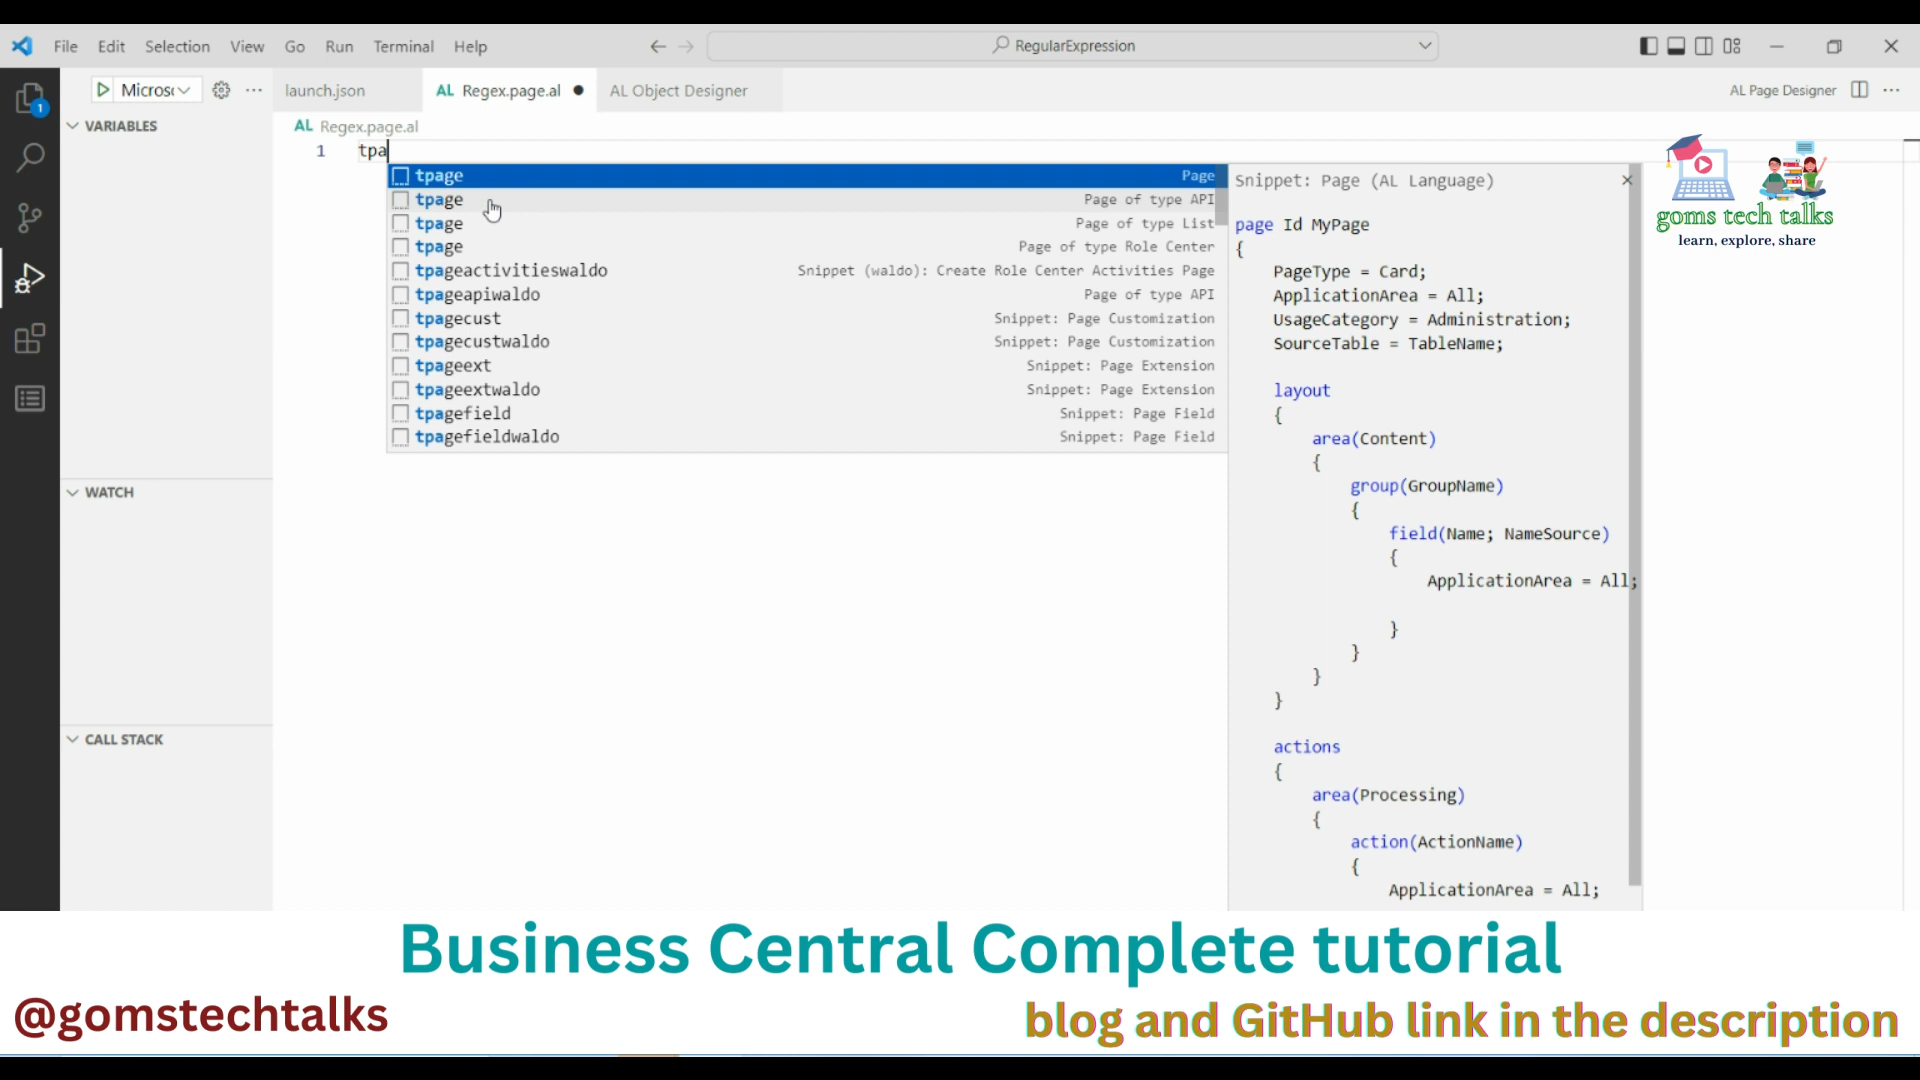 File Edit Selection View Go Run Terminal Help
RegularExpression
launch.json
AL Regex.page.al
AL Object Designer
AL Page Designer
VARIABLES
AL Regex.page.al
1 tpa
tpage Page
tpage Page of type API
tpage Page of type List
tpage Page of type Role Center
tpageactivitieswaldo Snippet (waldo): Create Role Center Activities Page
tpageapiwaldo Page of type API
tpagecust Snippet: Page Customization
tpagecustwaldo Snippet: Page Customization
tpageext Snippet: Page Extension
tpageextwaldo Snippet: Page Extension
tpagefield Snippet: Page Field
tpagefieldwaldo Snippet: Page Field
Snippet: Page (AL Language)
page Id MyPage
{
PageType = Card;
ApplicationArea = All;
UsageCategory = Administration;
SourceTable = TableName;
layout
{
area(Content)
{
group(GroupName)
{
field(Name; NameSource)
{
ApplicationArea = All;
}
}
}
}
actions
{
area(Processing)
{
action(ActionName)
{
ApplicationArea = All;
goms tech talks
learn, explore, share
WATCH
CALL STACK
1
Business Central Complete tutorial
@gomstechtalks
blog and GitHub link in the description